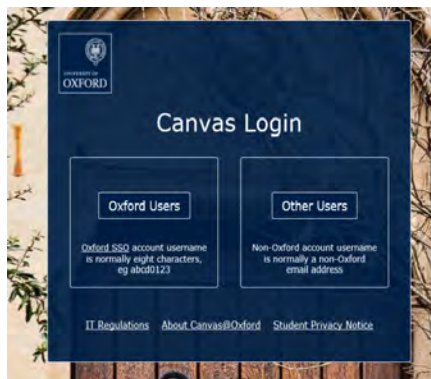 UNIVERSITY OF
OXFORD
Canvas Login
Oxford Users
Other Users
Oxford SSO account username
is normally eight characters,
eg abcd0123
Non-Oxford account username
is normally a non-Oxford
email address
IT Regulations About Canvas@Oxford Student Privacy Notice